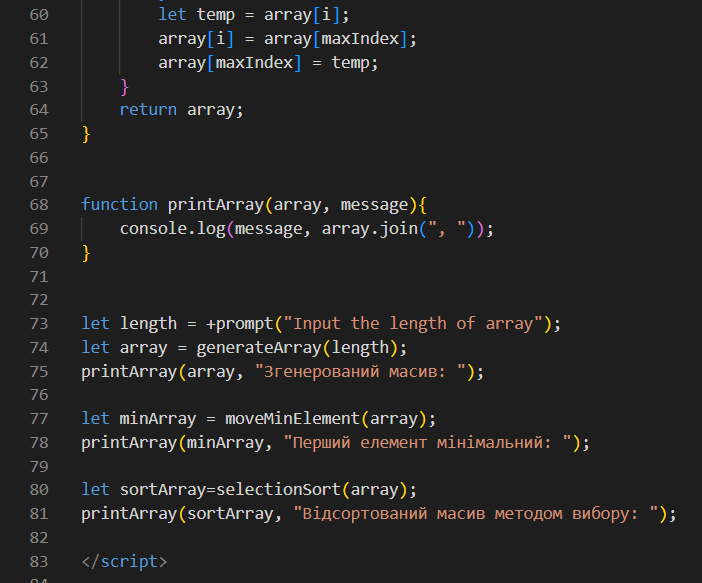 60 let temp = array[i];
61 array[i] = array[maxIndex];
62 array[maxIndex] = temp;
63 }
64 return array;
65 }
66
67
68 function printArray(array, message){
69 console.log(message, array.join(", "));
70 }
71
72
73 let length = +prompt("Input the length of array");
74 let array = generateArray(length);
75 printArray(array, "Згенерований масив: ");
76
77 let minArray = moveMinElement(array);
78 printArray(minArray, "Перший елемент мінімальний: ");
79
80 let sortArray=selectionSort(array);
81 printArray(sortArray, "Відсортований масив методом вибору: ");
82
83 </script>